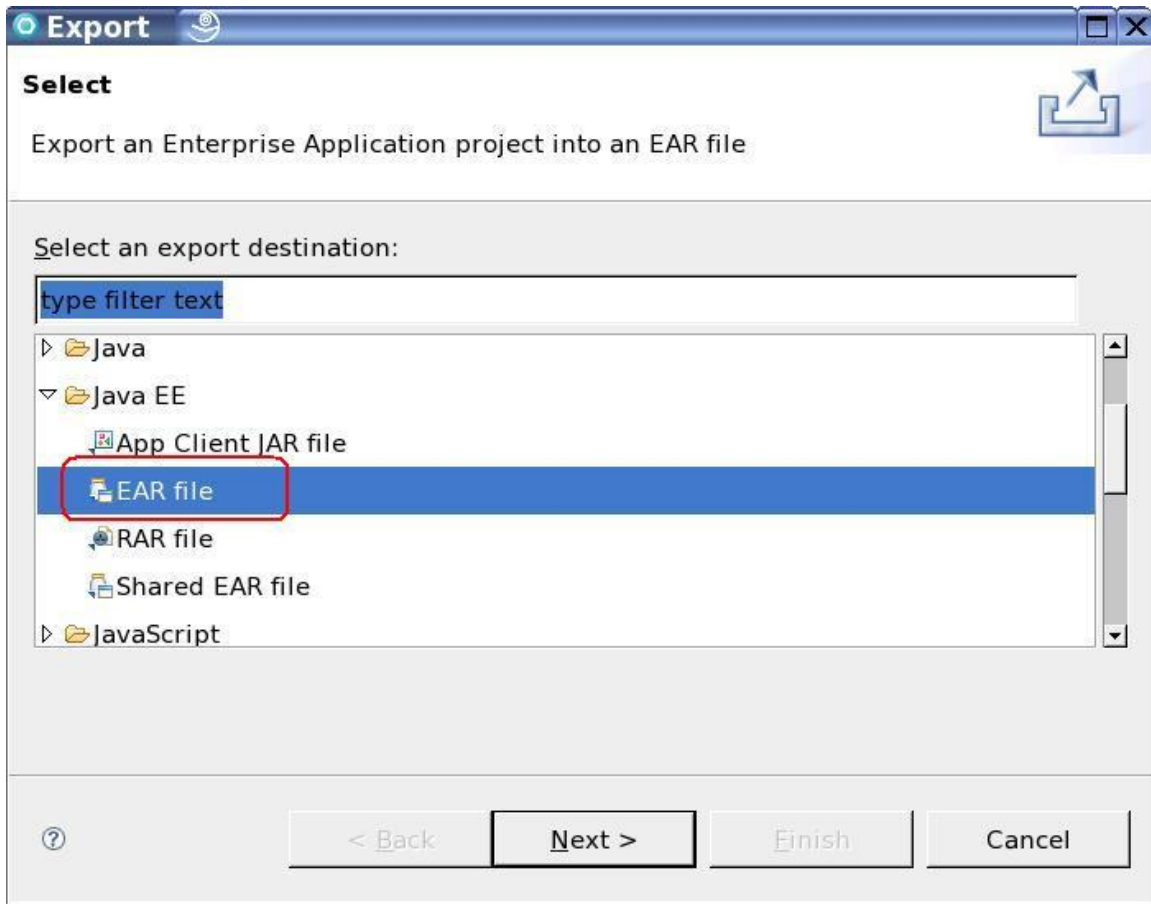 Export
Select
Export an Enterprise Application project into an EAR file
Select an export destination:
type filter text
Java
Java EE
App Client JAR file
EAR file
RAR file
Shared EAR file
JavaScript
? < Back Next > Finish Cancel